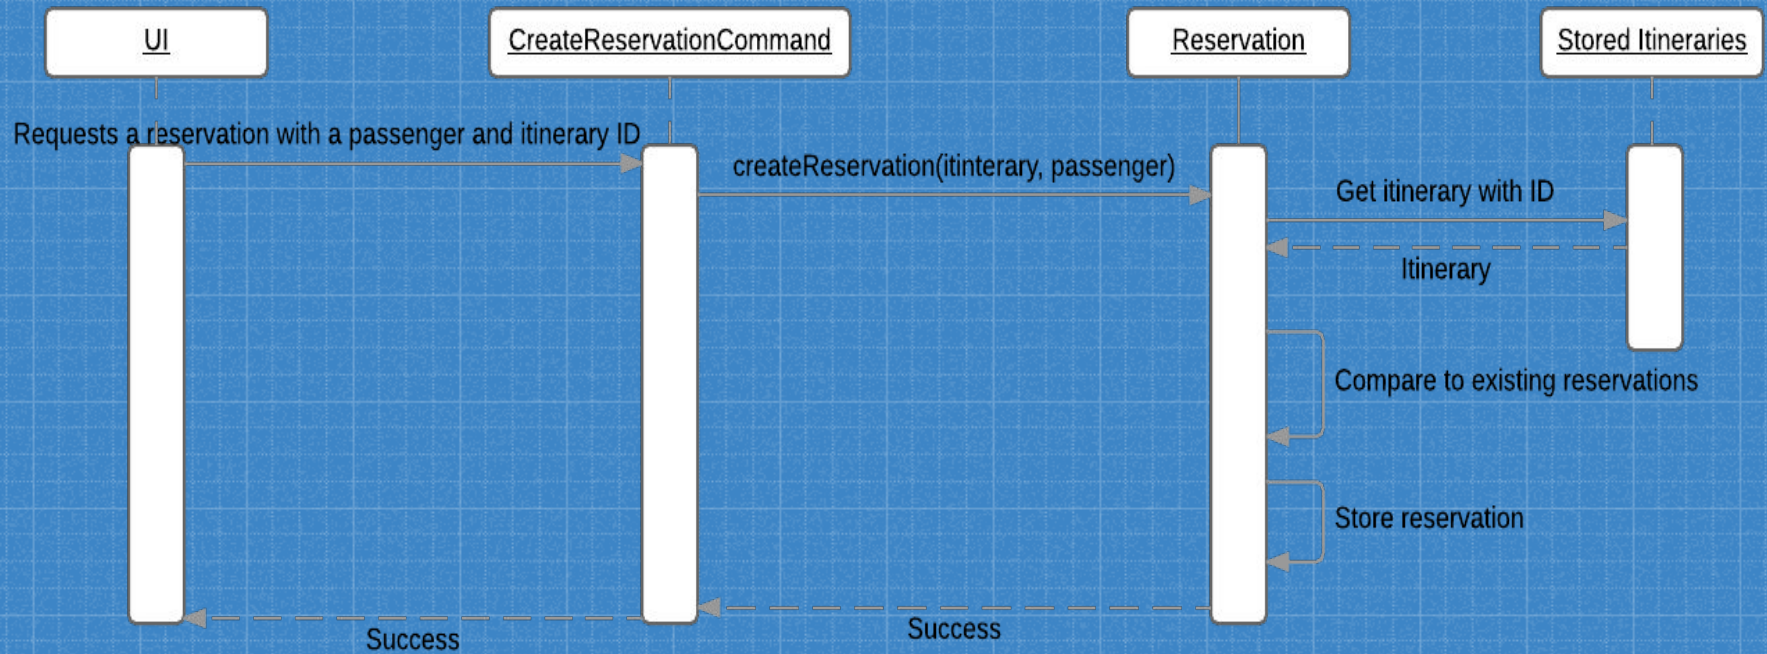 UI
CreateReservationCommand
Reservation
Stored Itineraries
Requests a reservation with a passenger and itinerary ID
createReservation(itinterary, passenger)
Get itinerary with ID
Itinerary
Compare to existing reservations
Store reservation
Success
Success